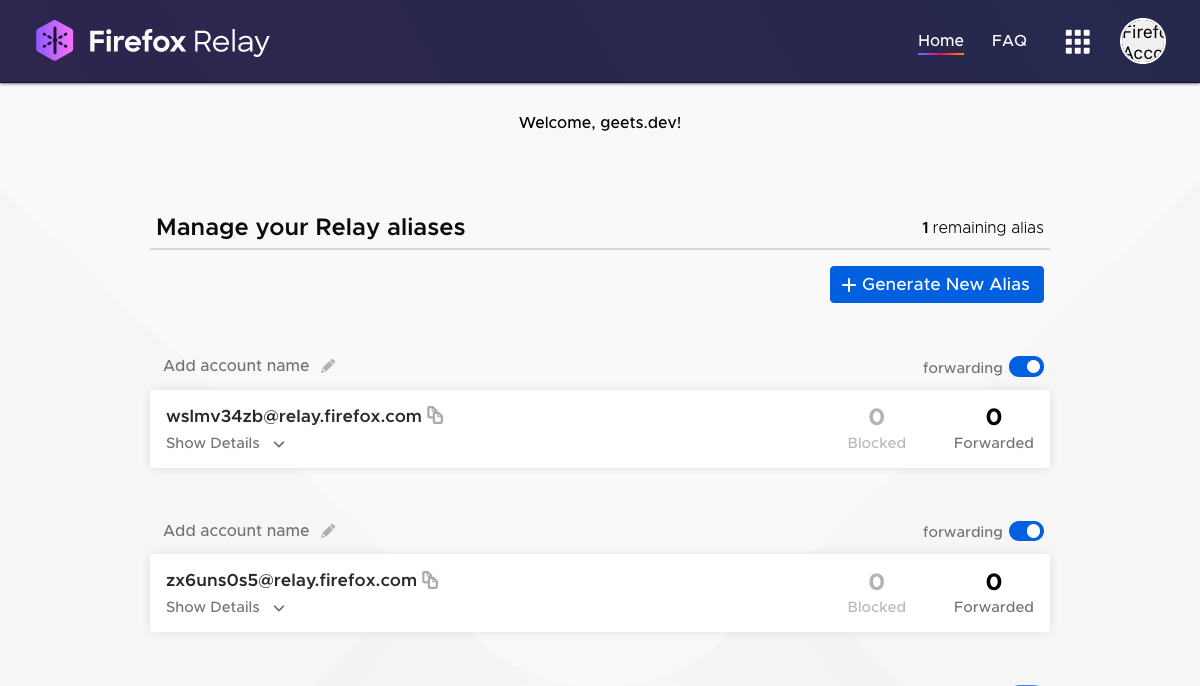 Firefox Relay
Home
FAQ
Firef
Acco
Welcome, geets.dev!
Manage your Relay aliases
1 remaining alias
+ Generate New Alias
Add account name
forwarding
wslmv34zb@relay.firefox.com
Show Details
0
Blocked
0
Forwarded
Add account name
forwarding
zx6uns0s5@relay.firefox.com
Show Details
0
Blocked
0
Forwarded